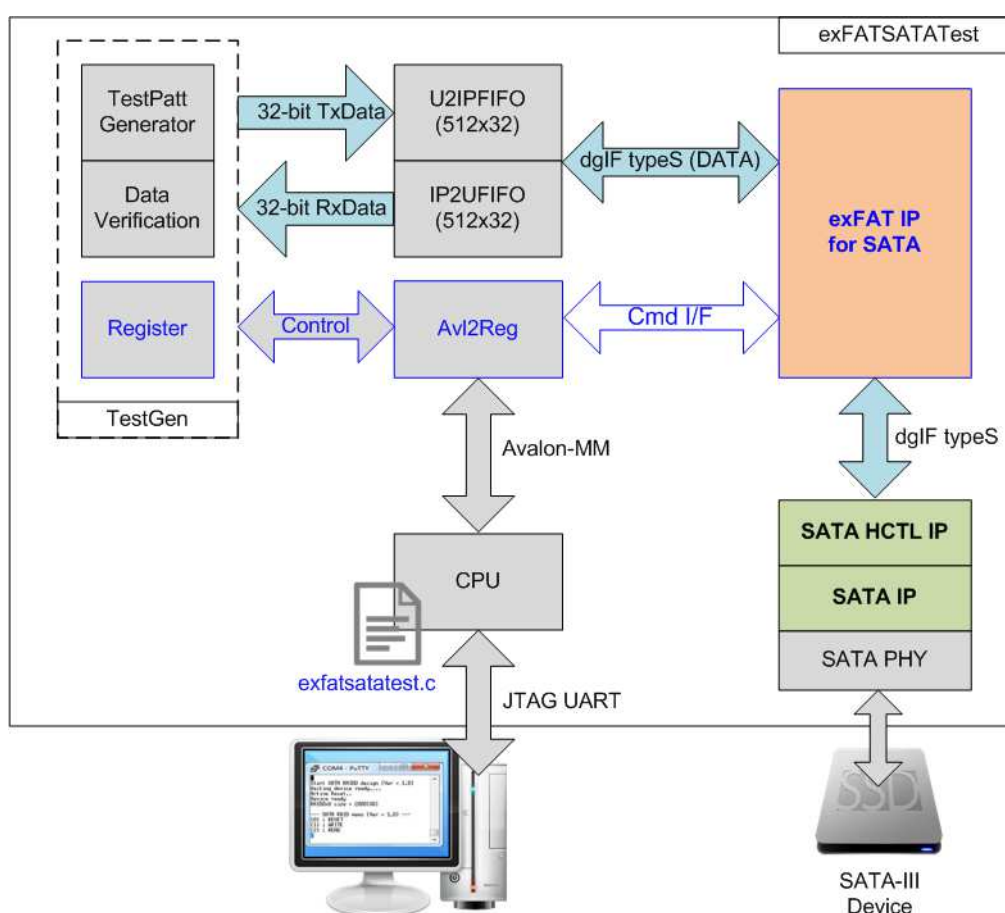 exFATSATATest
TestPatt
Generator
32-bit TxData
U2IPFIFO
(512x32)
dgIF typeS (DATA)
Data
Verification
32-bit RxData
IP2UFIFO
(512x32)
exFAT IP
for SATA
Register
Control
Avl2Reg
Cmd I/F
TestGen
Avalon-MM
dgIF typeS
CPU
SATA HCTL IP
SATA IP
SATA PHY
exfatsatatest.c
JTAG UART
COM4 - PuTTY
SSD
SATA-III
Device